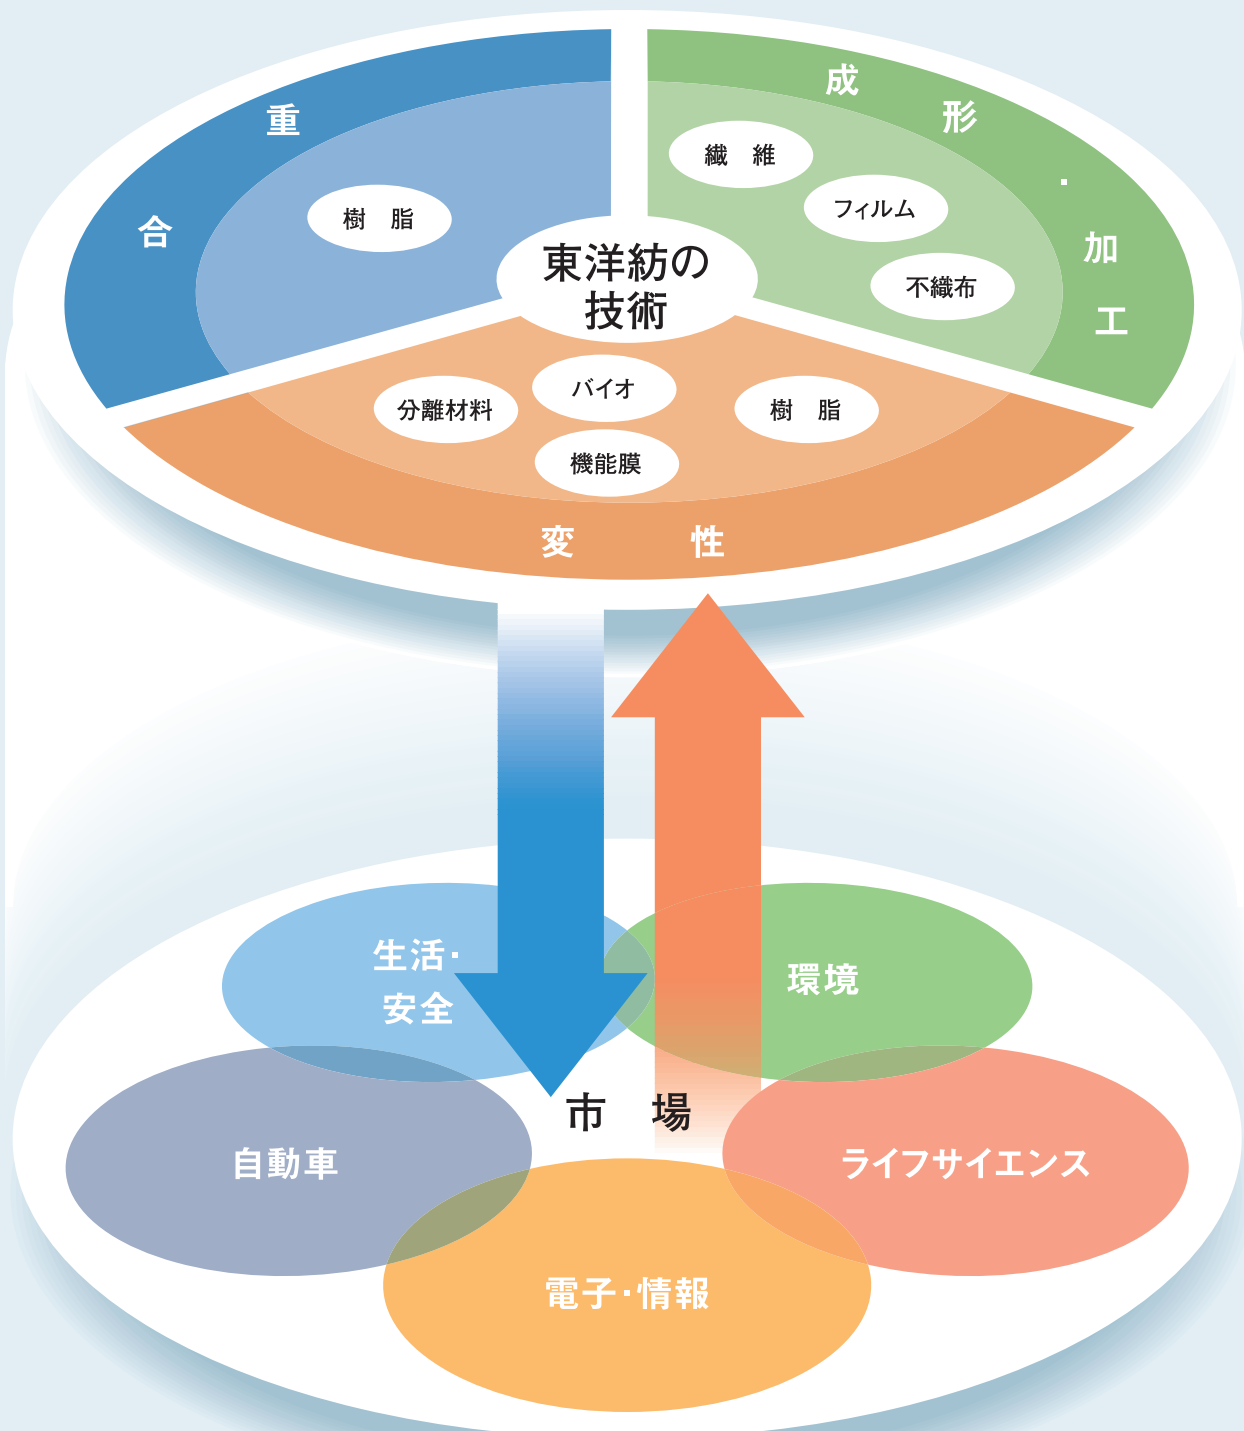 重合
樹 脂
成形・加工
繊 維
フィルム
不織布
東洋紡の
技術
分離材料
バイオ
樹 脂
機能膜
変性
生活・
安全
環境
市 場
自動車
ライフサイエンス
電子・情報